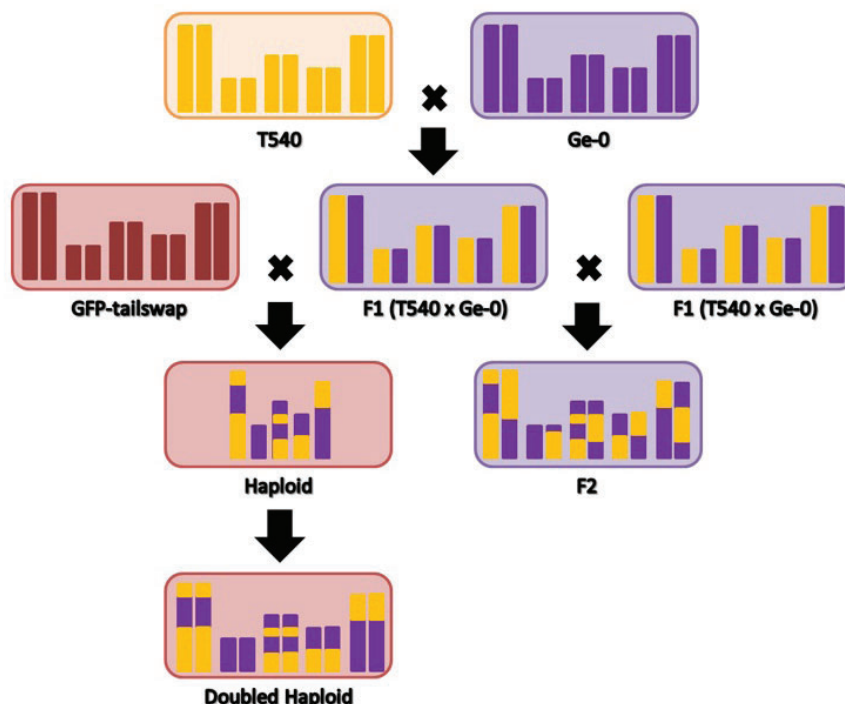 T540
Ge-0
GFP-tailswap
F1 (T540 x Ge-0)
F1 (T540 x Ge-0)
Haploid
F2
Doubled Haploid